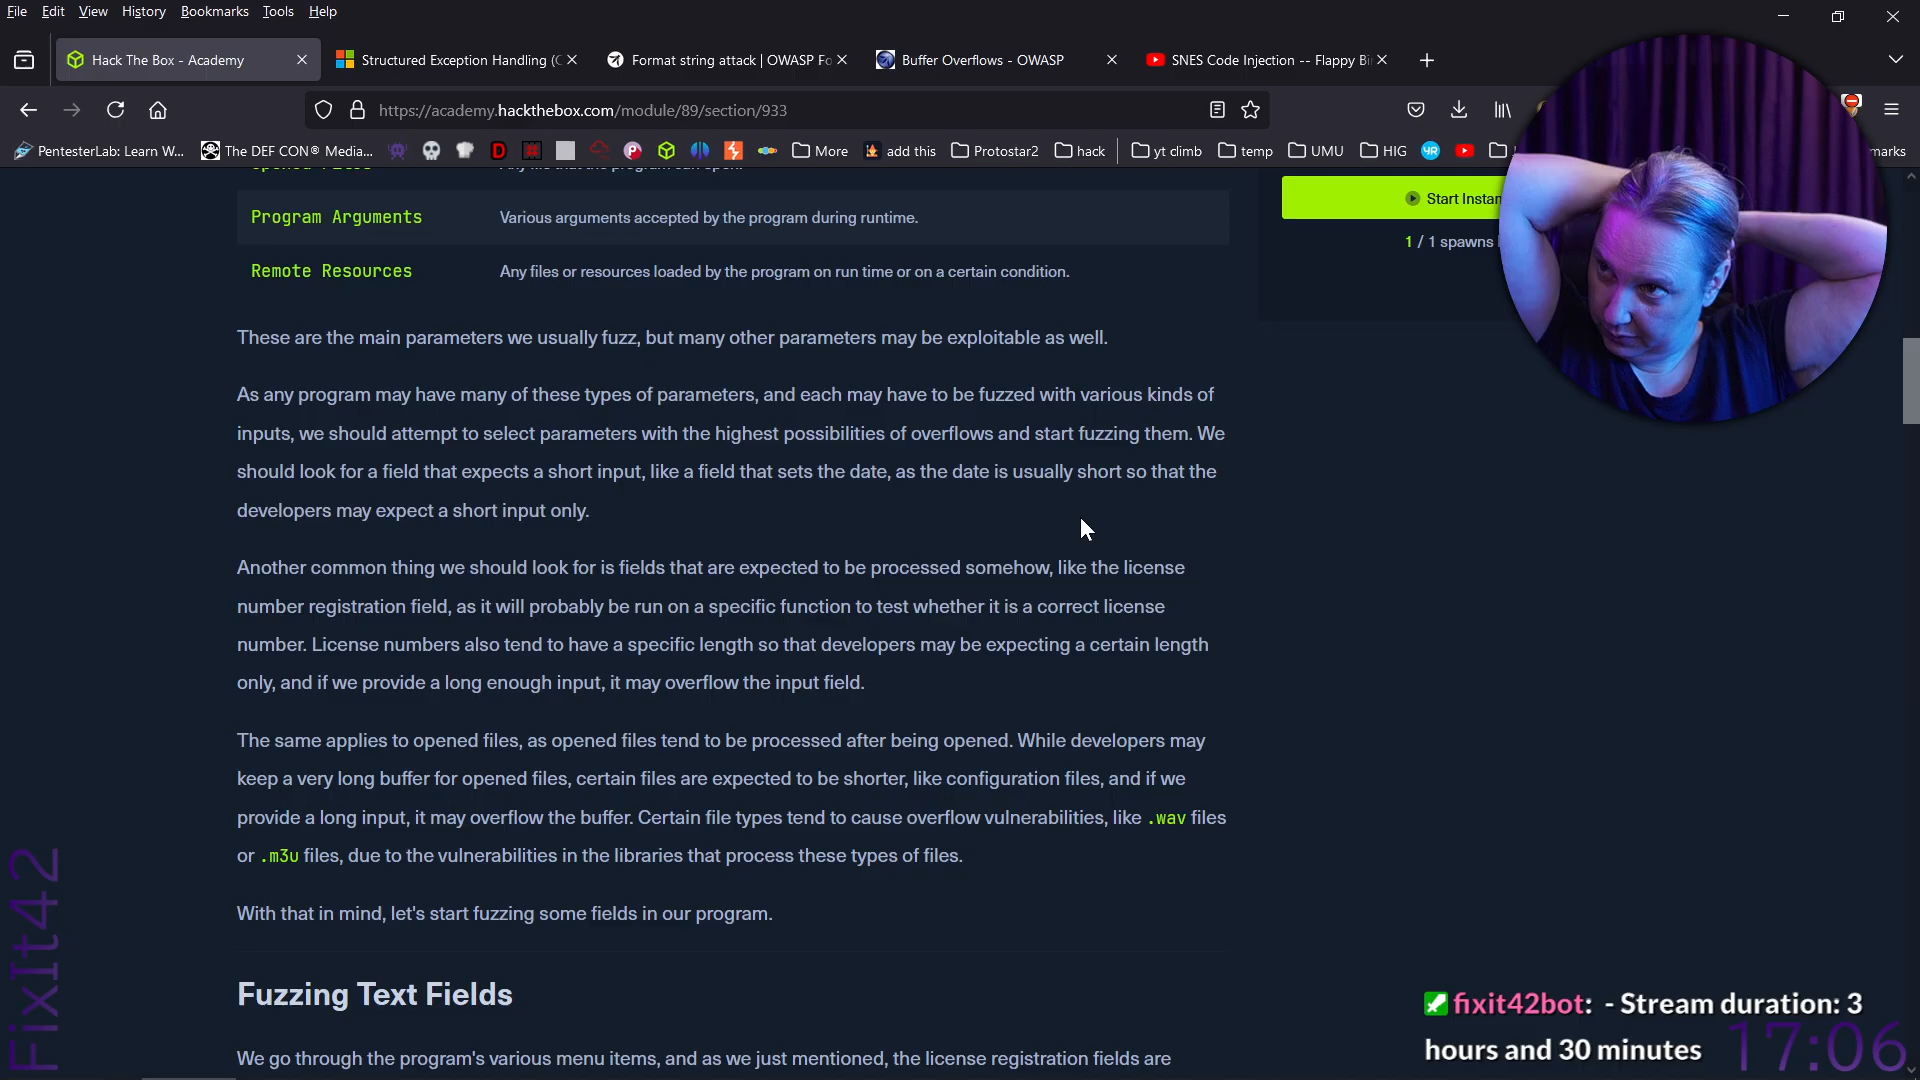 File Edit View History Bookmarks Tools Help
Hack The Box - Academy
Structured Exception Handling (C
Format string attack | OWASP Fo
Buffer Overflows - OWASP
SNES Code Injection -- Flappy Bi
https://academy.hackthebox.com/module/89/section/933
PentesterLab: Learn W... The DEF CON® Media... More add this Protostar2 hack yt climb temp UMU HIG
Program Arguments Various arguments accepted by the program during runtime.
Remote Resources Any files or resources loaded by the program on run time or on a certain condition.
Start Instan
1 / 1 spawns
These are the main parameters we usually fuzz, but many other parameters may be exploitable as well.
As any program may have many of these types of parameters, and each may have to be fuzzed with various kinds of
inputs, we should attempt to select parameters with the highest possibilities of overflows and start fuzzing them. We
should look for a field that expects a short input, like a field that sets the date, as the date is usually short so that the
developers may expect a short input only.
Another common thing we should look for is fields that are expected to be processed somehow, like the license
number registration field, as it will probably be run on a specific function to test whether it is a correct license
number. License numbers also tend to have a specific length so that developers may be expecting a certain length
only, and if we provide a long enough input, it may overflow the input field.
The same applies to opened files, as opened files tend to be processed after being opened. While developers may
keep a very long buffer for opened files, certain files are expected to be shorter, like configuration files, and if we
provide a long input, it may overflow the buffer. Certain file types tend to cause overflow vulnerabilities, like .wav files
or .m3u files, due to the vulnerabilities in the libraries that process these types of files.
With that in mind, let's start fuzzing some fields in our program.
Fuzzing Text Fields
We go through the program's various menu items, and as we just mentioned, the license registration fields are
FixIt42
fixit42bot: - Stream duration: 3
hours and 30 minutes
17:06